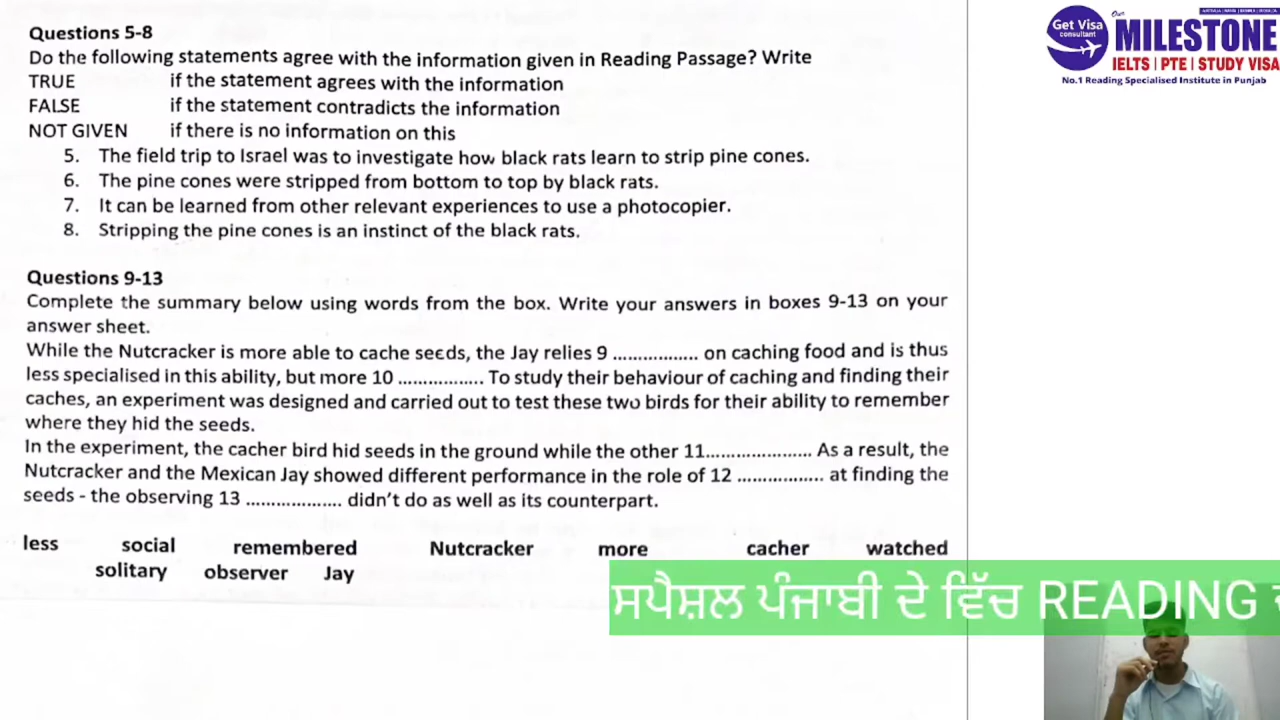 Questions 5-8
Do the following statements agree with the information given in Reading Passage? Write
TRUE if the statement agrees with the information
FALSE if the statement contradicts the information
NOT GIVEN if there is no information on this
5. The field trip to Israel was to investigate how black rats learn to strip pine cones.
6. The pine cones were stripped from bottom to top by black rats.
7. It can be learned from other relevant experiences to use a photocopier.
8. Stripping the pine cones is an instinct of the black rats.
Questions 9-13
Complete the summary below using words from the box. Write your answers in boxes 9-13 on your
answer sheet.
While the Nutcracker is more able to cache seeds, the Jay relies 9 ................ on caching food and is thus
less specialised in this ability, but more 10 ................ To study their behaviour of caching and finding their
caches, an experiment was designed and carried out to test these two birds for their ability to remember
where they hid the seeds.
In the experiment, the cacher bird hid seeds in the ground while the other 11.................... As a result, the
Nutcracker and the Mexican Jay showed different performance in the role of 12 ................ at finding the
seeds - the observing 13 .................. didn't do as well as its counterpart.
less social remembered Nutcracker more cacher watched
solitary observer Jay
Get Visa
consultant
Our
MILESTONE
IELTS | PTE | STUDY VISA
No.1 Reading Specialised Institute in Punjab
ਸਪੈਸ਼ਲ ਪੰਜਾਬੀ ਦੇ ਵਿੱਚ READING